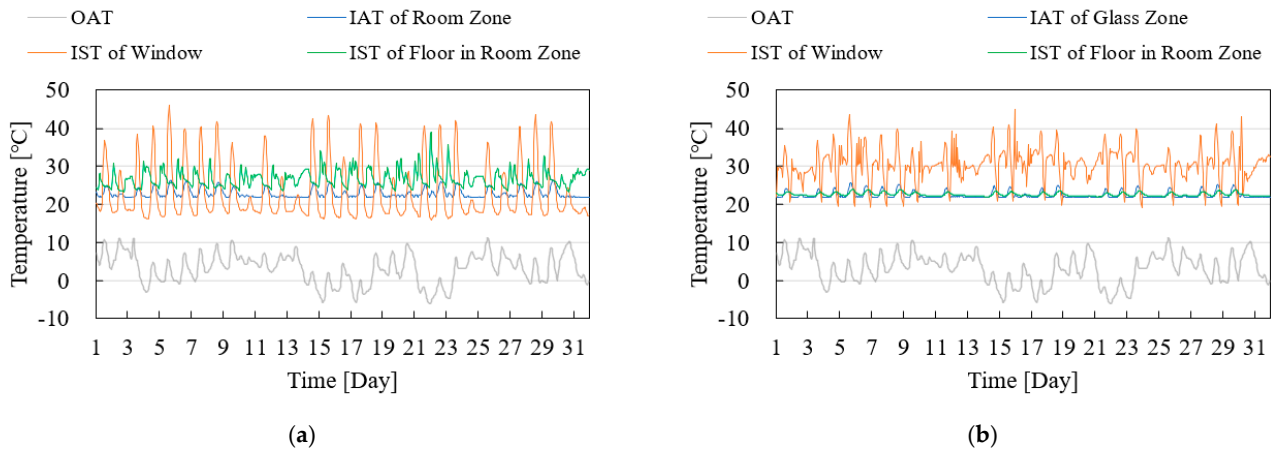 OAT
IAT of Room Zone
IST of Window
IST of Floor in Room Zone
50
40
30
20
10
0
-10
Temperature [°C]
1 3 5 7 9 11 13 15 17 19 21 23 25 27 29 31
Time [Day]
(a)
OAT
IAT of Glass Zone
IST of Window
IST of Floor in Room Zone
50
40
30
20
10
0
-10
Temperature [°C]
1 3 5 7 9 11 13 15 17 19 21 23 25 27 29 31
Time [Day]
(b)